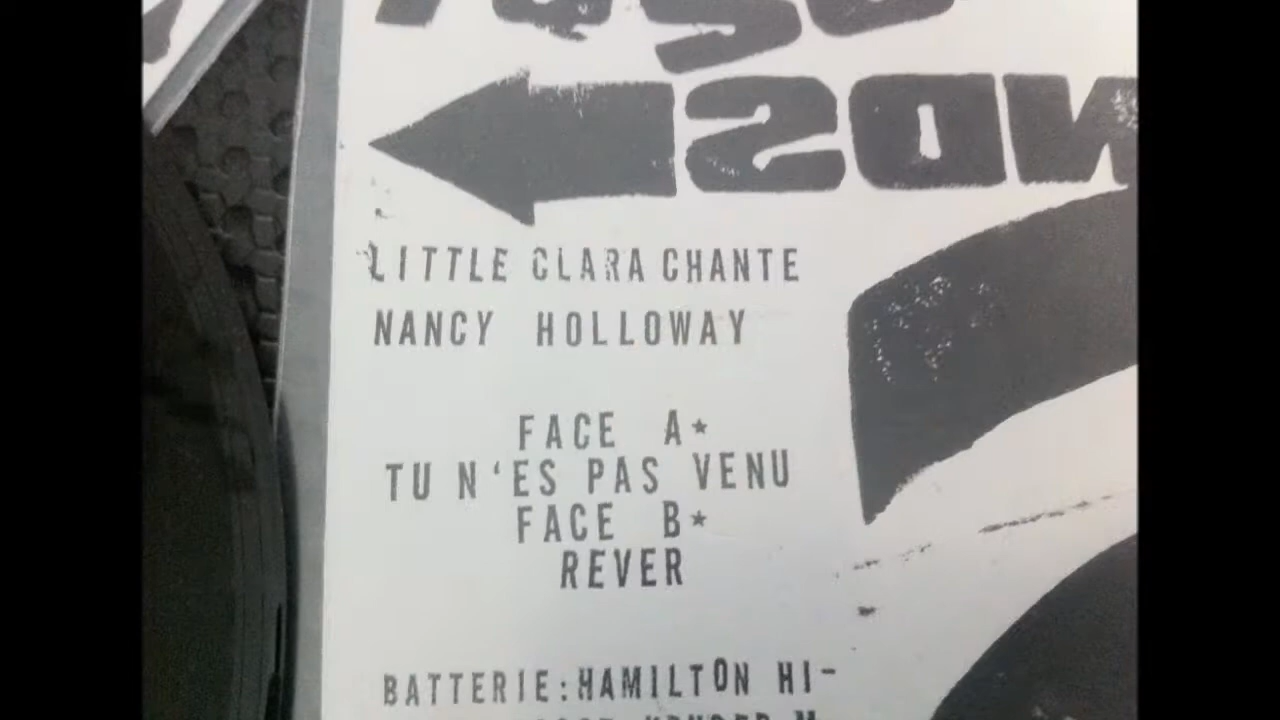 LITTLE CLARA CHANTE
NANCY HOLLOWAY
FACE A★
TU N'ES PAS VENU
FACE B★
REVER
BATTERIE:HAMILTON HI-